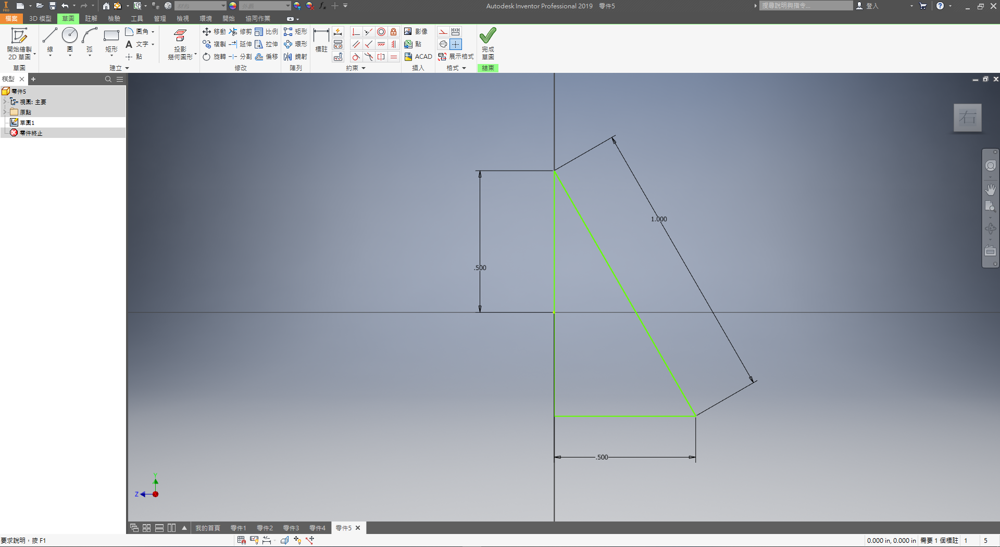 Autodesk Inventor Professional 2019 零件5
搜尋說明與指令...
登入
檔案 3D 模型 草圖 註解 檢驗 工具 管理 檢視 環境 開始 協同作業
開始繪製
2D 草圖
線 圓 弧 矩形
圓角
文字
點
投影
幾何圖形
移動 修剪 比例
複製 延伸 拉伸
旋轉 分割 偏移
矩形
環形
鏡射
標註
影像
點
ACAD
展示格式
完成
草圖
草圖 建立 修改 陣列 約束 插入 格式 結束
模型
零件5
視圖: 主要
原點
草圖1
零件終止
右
1.000
.500
.500
Y
Z
我的首頁 零件1 零件2 零件3 零件4 零件5
要求說明，按 F1
0.000 in, 0.000 in 需要 1 個標註 1 5